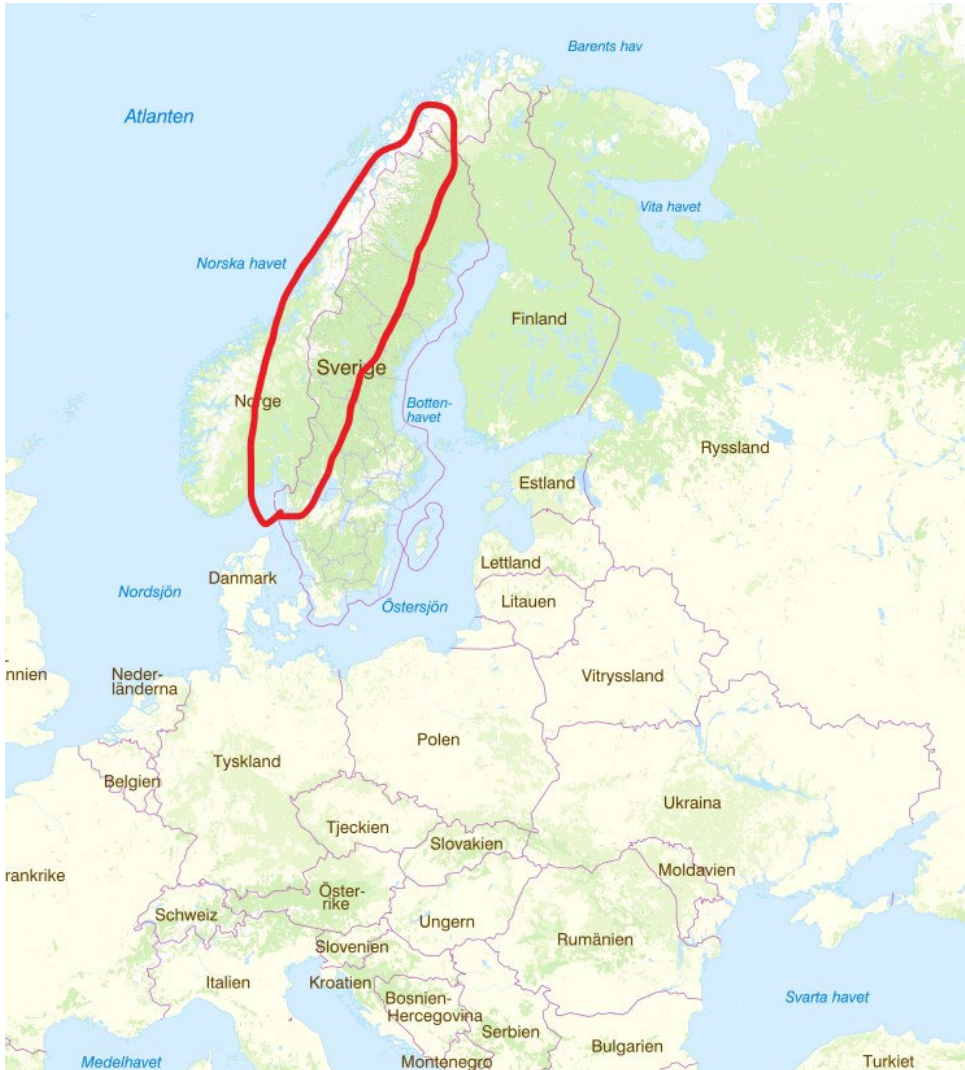 Barents hav
Atlanten
Vita havet
Norska havet
Finland
Sverige
Norge
Botten-
havet
Ryssland
Estland
Lettland
Danmark
Nordsjön
Litauen
Östersjön
-
nnien
Neder-
länderna
Vitryssland
Polen
Tyskland
Belgien
Ukraina
Tjeckien
Slovakien
Moldavien
rankrike
Öster-
rike
Schweiz
Ungern
Rumänien
Slovenien
Italien
Kroatien
Svarta havet
Bosnien-
Hercegovina
Serbien
Bulgarien
Medelhavet
Montenegro
Turkiet